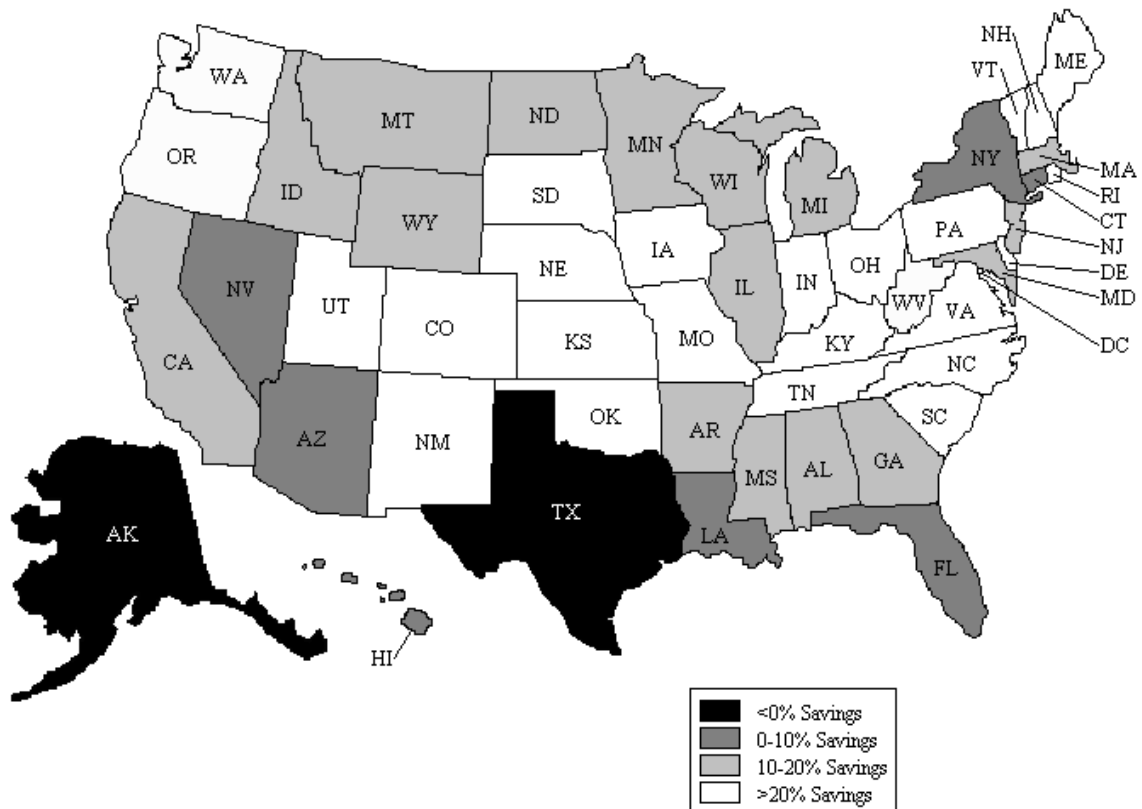 NH
ME
WA
VT
MT
ND
MN
OR
NY
MA
ID
WI
SD
MI
RI
WY
CT
PA
NJ
IA
NE
OH
DE
NV
IL
IN
MD
UT
WV
VA
CO
KS
MO
KY
DC
CA
NC
TN
OK
SC
AZ
NM
AR
GA
MS
AL
TX
AK
LA
FL
HI
<0% Savings
0-10% Savings
10-20% Savings
>20% Savings